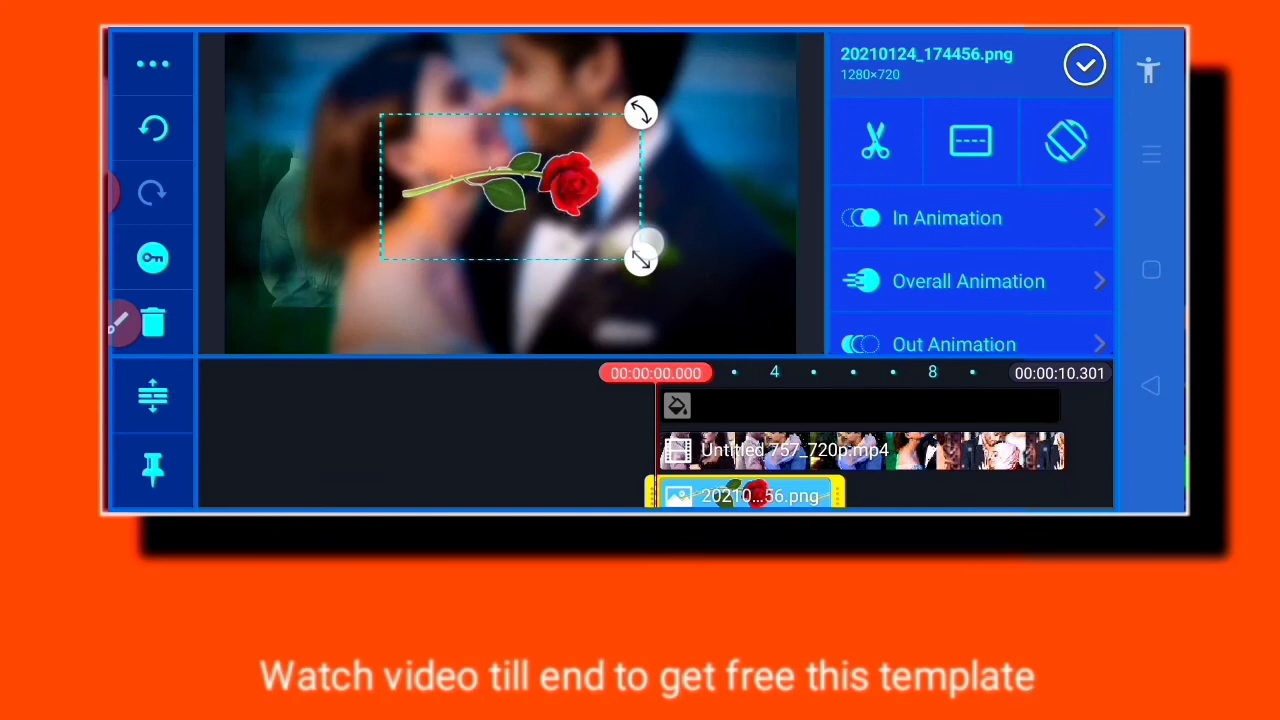 20210124_174456.png
1280×720
In Animation
Overall Animation
Out Animation
00:00:00.000
4
8
00:00:10.301
Untitled 757_720p.mp4
20210...56.png
Watch video till end to get free this template